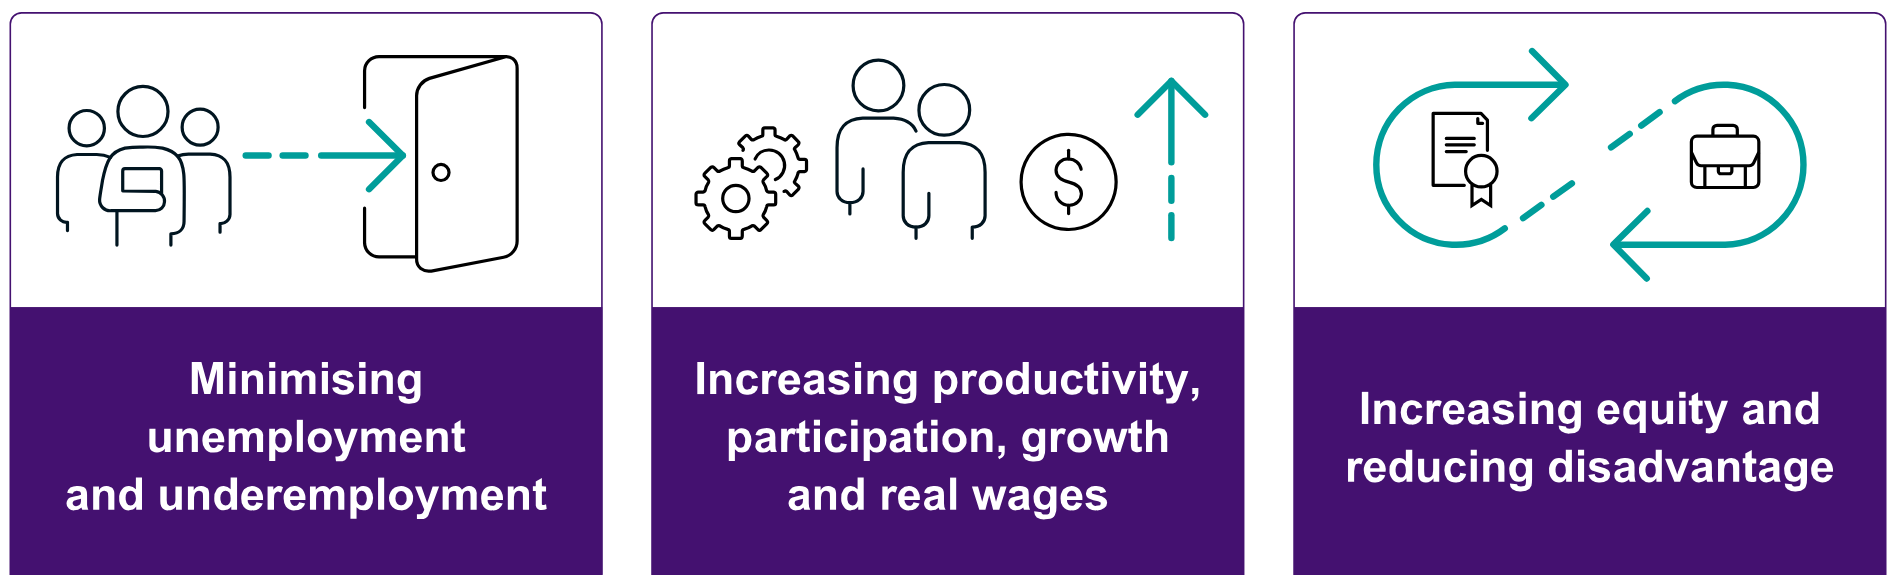 Minimising
unemployment
and underemployment
Increasing productivity,
participation, growth
and real wages
Increasing equity and
reducing disadvantage
$